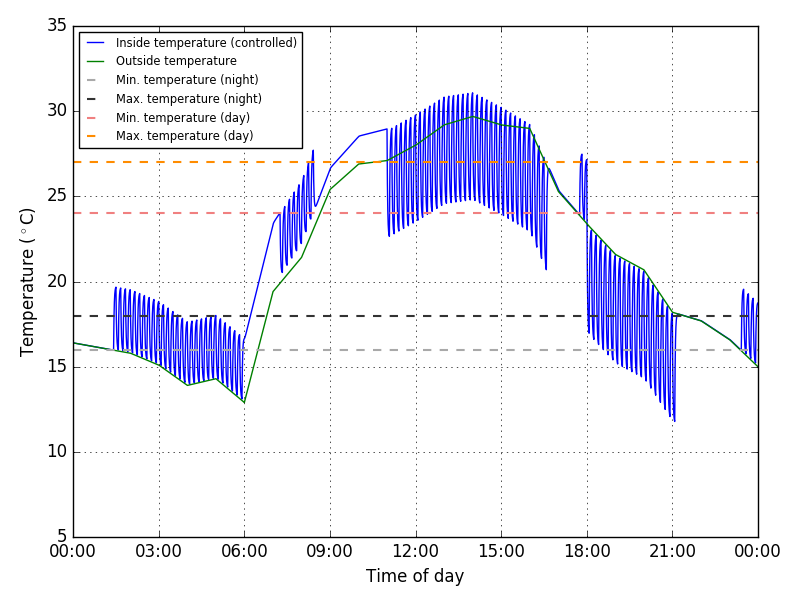 35
30
25
20
15
10
5
Temperature (°C)
Inside temperature (controlled)
Outside temperature
Min. temperature (night)
Max. temperature (night)
Min. temperature (day)
Max. temperature (day)
00:00 03:00 06:00 09:00 12:00 15:00 18:00 21:00 00:00
Time of day